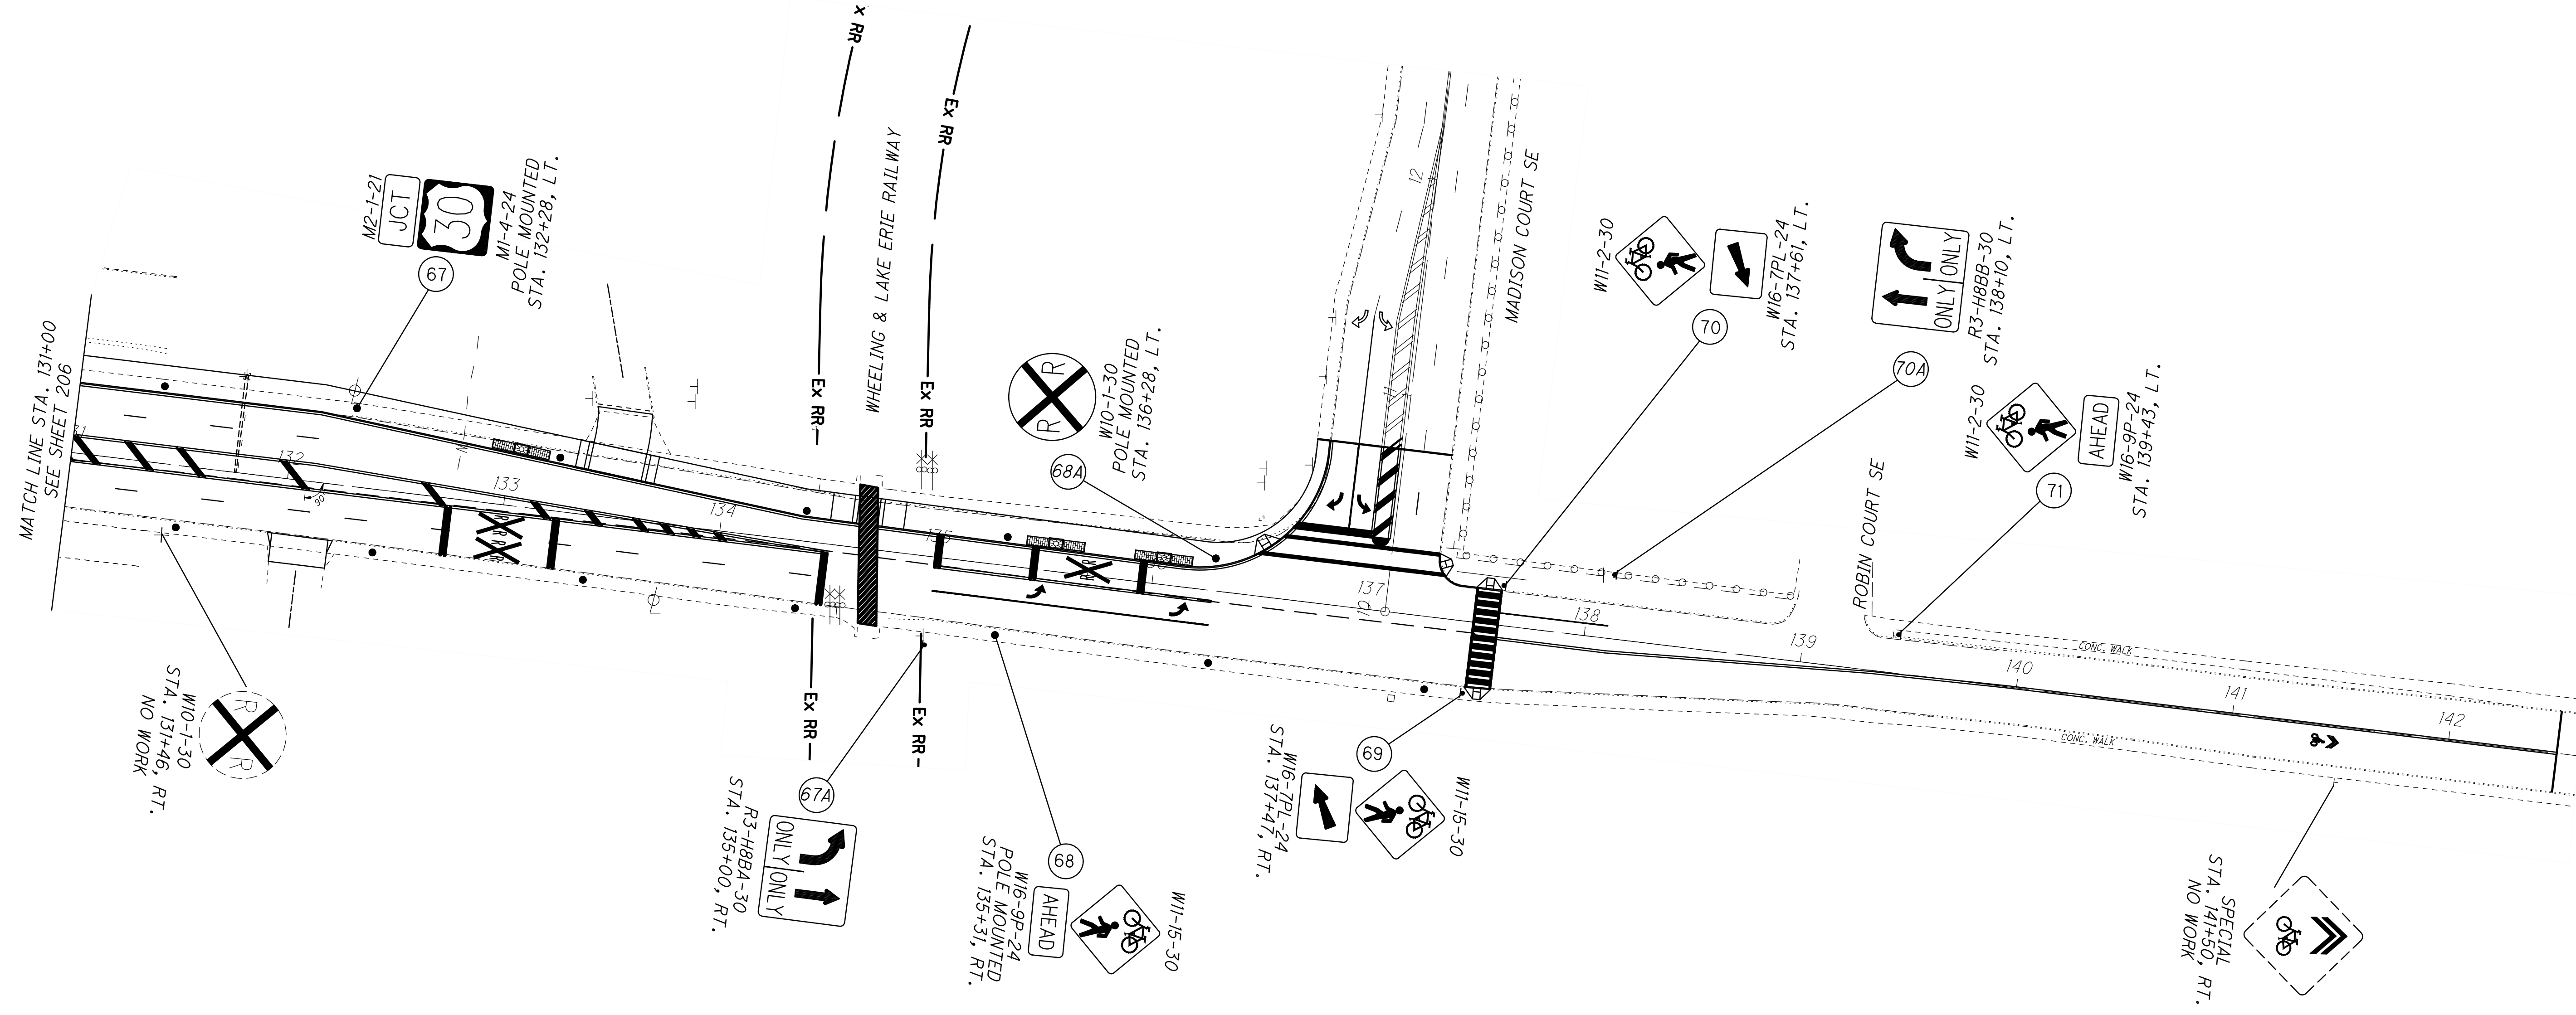 MATCH LINE STA. 131+00
SEE SHEET 206
M2-1-21
JCT
30
M1-4-24
POLE MOUNTED
STA. 132+28, LT.
67
x RR
Ex RR
WHEELING & LAKE ERIE RAILWAY
Ex RR
Ex RR
R
R
W10-1-30
POLE MOUNTED
STA. 136+28, LT.
68A
12
11
MADISON COURT SE
W11-2-30
W16-7PL-24
STA. 137+61, LT.
70
ONLY
ONLY
R3-H8BB-30
STA. 138+10, LT.
70A
W11-2-30
AHEAD
W16-9P-24
STA. 139+43, LT.
71
ROBIN COURT SE
132
133
134
135
137
138
139
140
141
142
10
90
R R
R R
R R
CONC. WALK
CONC. WALK
R
R
W10-1-30
STA. 131+46, RT.
NO WORK
Ex RR
Ex RR
67A
ONLY
ONLY
R3-H8BA-30
STA. 135+00, RT.
68
W11-15-30
AHEAD
W16-9P-24
POLE MOUNTED
STA. 135+31, RT.
69
W11-15-30
W16-7PL-24
STA. 137+47, RT.
SPECIAL
STA. 141+50, RT.
NO WORK